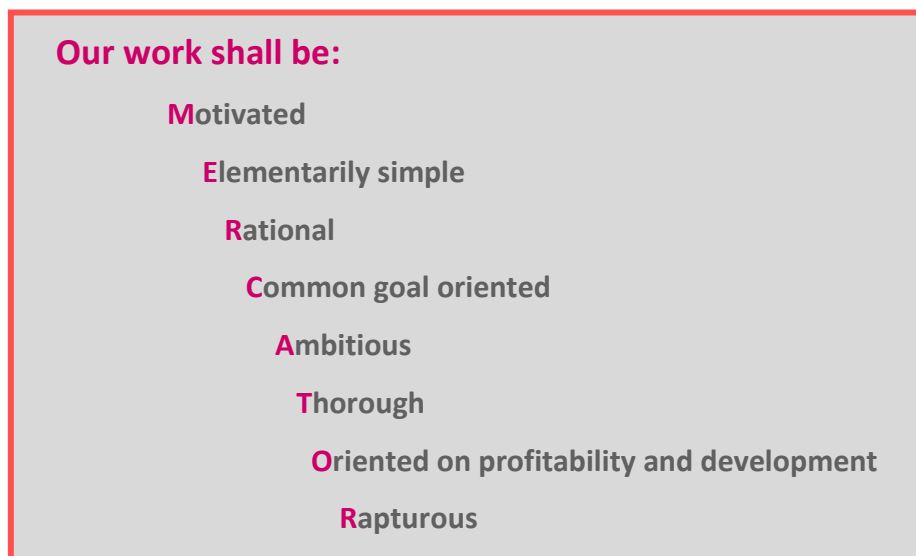 Our work shall be:
Motivated
Elementarily simple
Rational
Common goal oriented
Ambitious
Thorough
Oriented on profitability and development
Rapturous